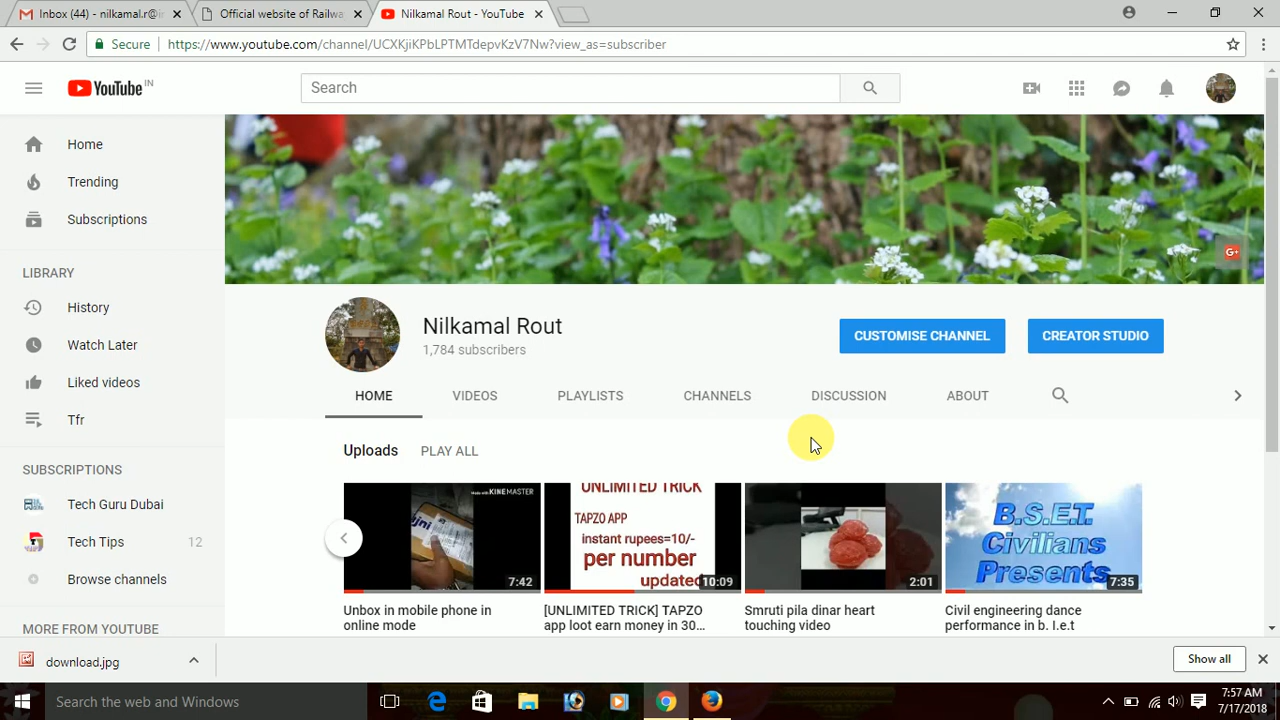 Inbox (44) - nilkamal.r@in
Official website of Railwa
Nilkamal Rout - YouTube
Secure
https://www.youtube.com/channel/UCXKjiKPbLPTMTdepvKzV7Nw?view_as=subscriber
YouTube IN
Search
Home
Trending
Subscriptions
LIBRARY
History
Watch Later
Liked videos
Tfr
SUBSCRIPTIONS
Tech Guru Dubai
Tech Tips 12
Browse channels
MORE FROM YOUTUBE
G+
Nilkamal Rout
1,784 subscribers
CUSTOMISE CHANNEL
CREATOR STUDIO
HOME VIDEOS PLAYLISTS CHANNELS DISCUSSION ABOUT
Uploads PLAY ALL
Made with KINEMASTER
7:42
Unbox in mobile phone in
online mode
UNLIMITED TRICK
TAPZO APP
instant rupees=10/-
per number
updated
10:09
[UNLIMITED TRICK] TAPZO
app loot earn money in 30...
2:01
Smruti pila dinar heart
touching video
B.S.E.T.
Civilians
Presents
7:35
Civil engineering dance
performance in b. I.e.t
download.jpg
Show all
Search the web and Windows
7:57 AM
7/17/2018